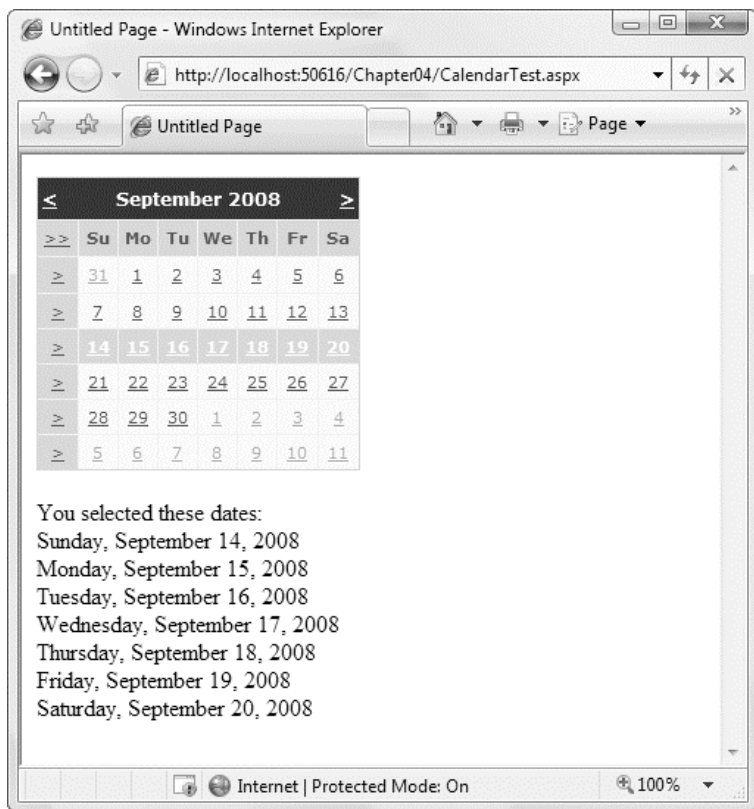 Untitled Page - Windows Internet Explorer
http://localhost:50616/Chapter04/CalendarTest.aspx
Untitled Page
Page
>>
< September 2008 >
>> Su Mo Tu We Th Fr Sa
> 31 1 2 3 4 5 6
> 7 8 9 10 11 12 13
> 14 15 16 17 18 19 20
> 21 22 23 24 25 26 27
> 28 29 30 1 2 3 4
> 5 6 7 8 9 10 11
You selected these dates:
Sunday, September 14, 2008
Monday, September 15, 2008
Tuesday, September 16, 2008
Wednesday, September 17, 2008
Thursday, September 18, 2008
Friday, September 19, 2008
Saturday, September 20, 2008
Internet | Protected Mode: On
100%